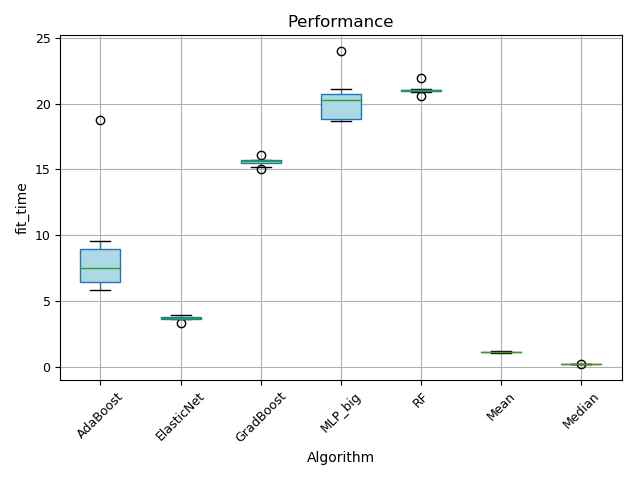 Performance
fit_time
25
20
15
10
5
0
AdaBoost
ElasticNet
GradBoost
MLP_big
RF
Mean
Median
Algorithm